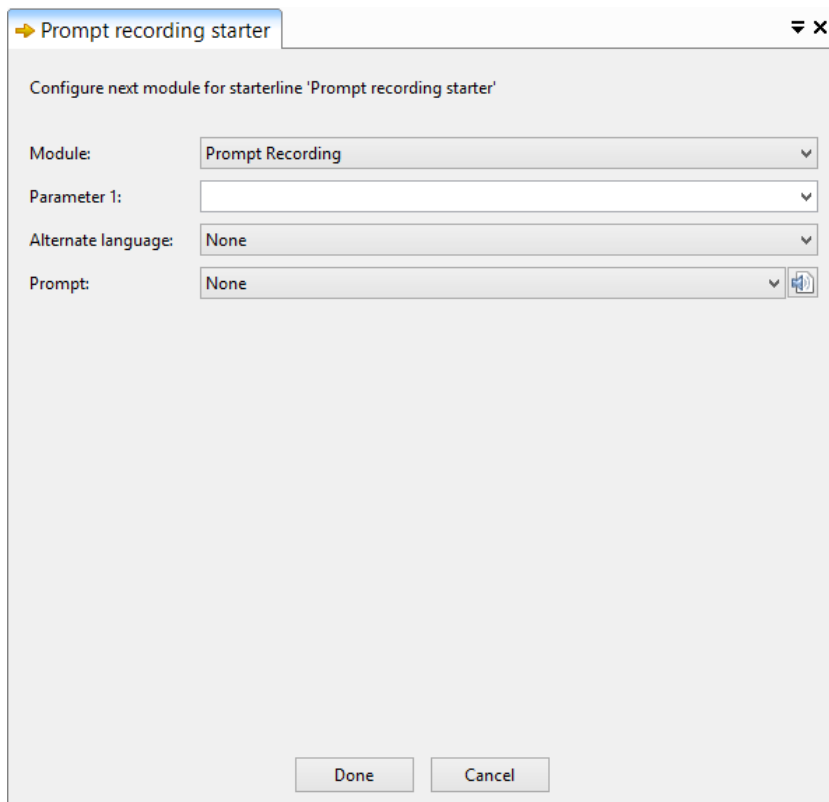 Prompt recording starter
Configure next module for starterline 'Prompt recording starter'
Module: Prompt Recording
Parameter 1:
Alternate language: None
Prompt: None
Done Cancel